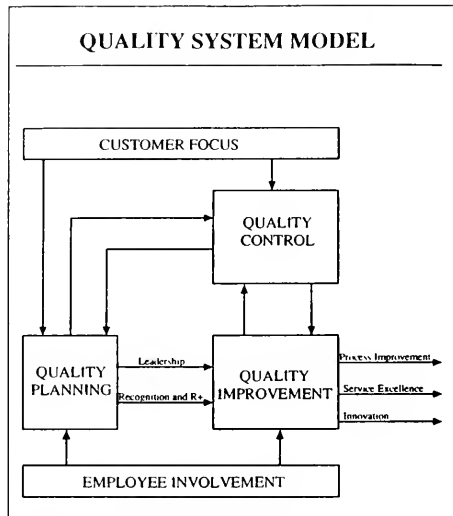 QUALITY SYSTEM MODEL
CUSTOMER FOCUS
QUALITY
CONTROL
QUALITY
PLANNING
Leadership
Recognition and R+
QUALITY
IMPROVEMENT
Process Improvement
Service Excellence
Innovation
EMPLOYEE INVOLVEMENT